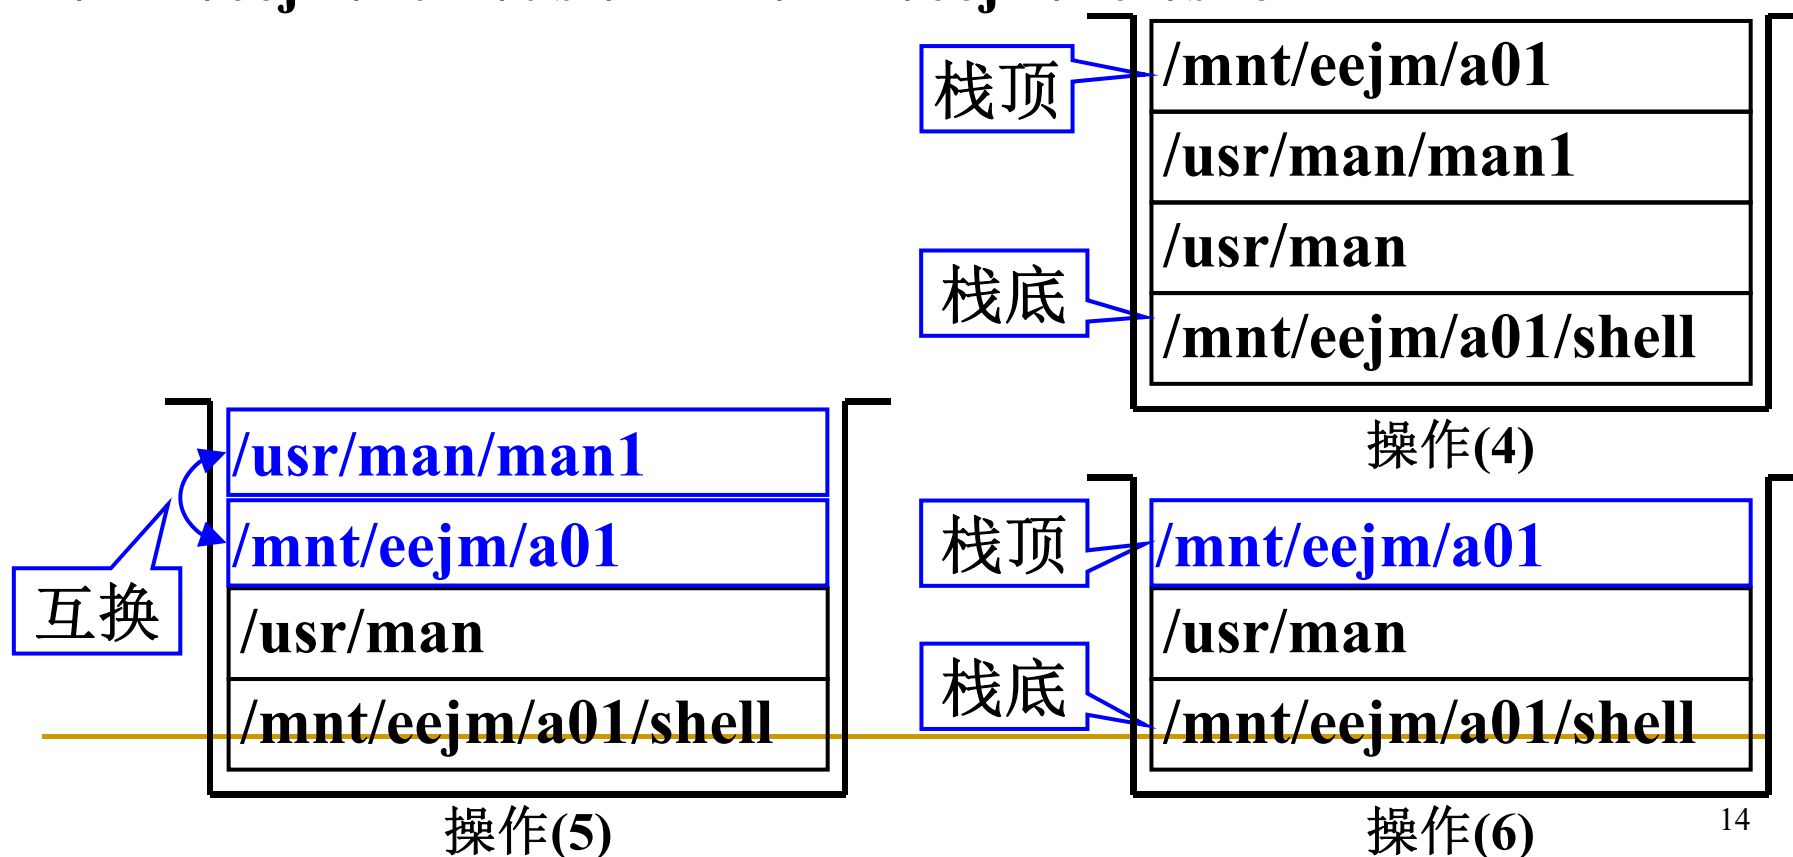 栈顶
/mnt/eejm/a01
/usr/man/man1
/usr/man
栈底
/mnt/eejm/a01/shell
操作(4)
/usr/man/man1
/mnt/eejm/a01
互换
/usr/man
/mnt/eejm/a01/shell
操作(5)
栈顶
/mnt/eejm/a01
/usr/man
栈底
/mnt/eejm/a01/shell
操作(6)
14